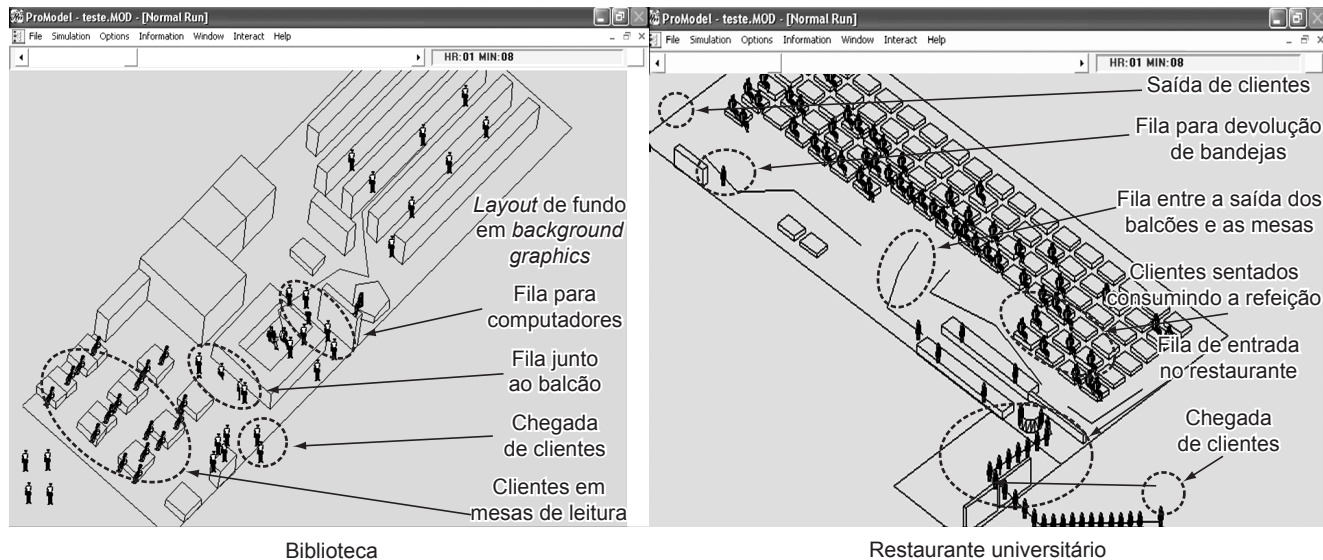 ProModel - teste.MOD - [Normal Run]
File Simulation Options Information Window Interact Help
HR:01 MIN:08
Layout de fundo
em background
graphics
Fila para
computadores
Fila junto
ao balcão
Chegada
de clientes
Clientes em
mesas de leitura
Biblioteca
ProModel - teste.MOD - [Normal Run]
File Simulation Options Information Window Interact Help
HR:01 MIN:08
Saída de clientes
Fila para devolução
de bandejas
Fila entre a saída dos
balcões e as mesas
Clientes sentados
consumindo a refeição
Fila de entrada
no restaurante
Chegada
de clientes
Restaurante universitário